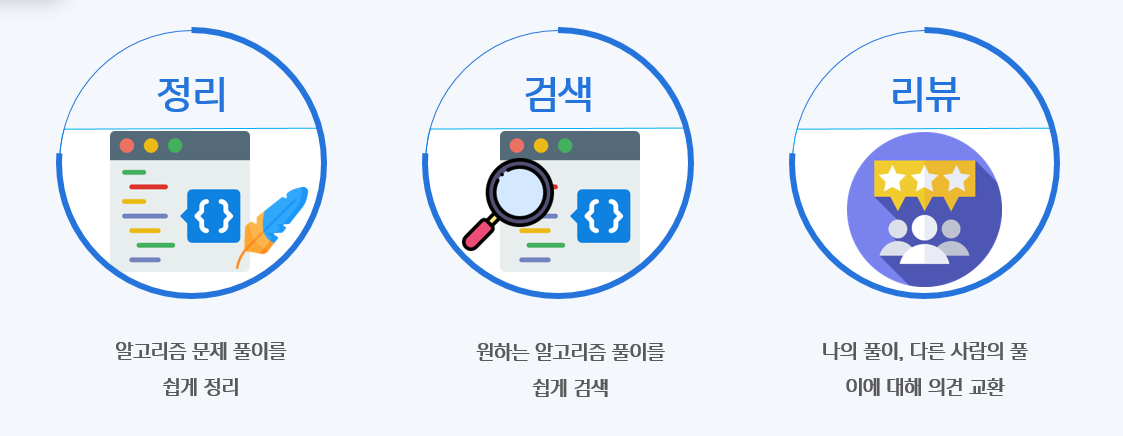 정리
검색
리뷰
{ }
{ }
알고리즘 문제 풀이를
쉽게 정리
원하는 알고리즘 풀이를
쉽게 검색
나의 풀이, 다른 사람의 풀
이에 대해 의견 교환